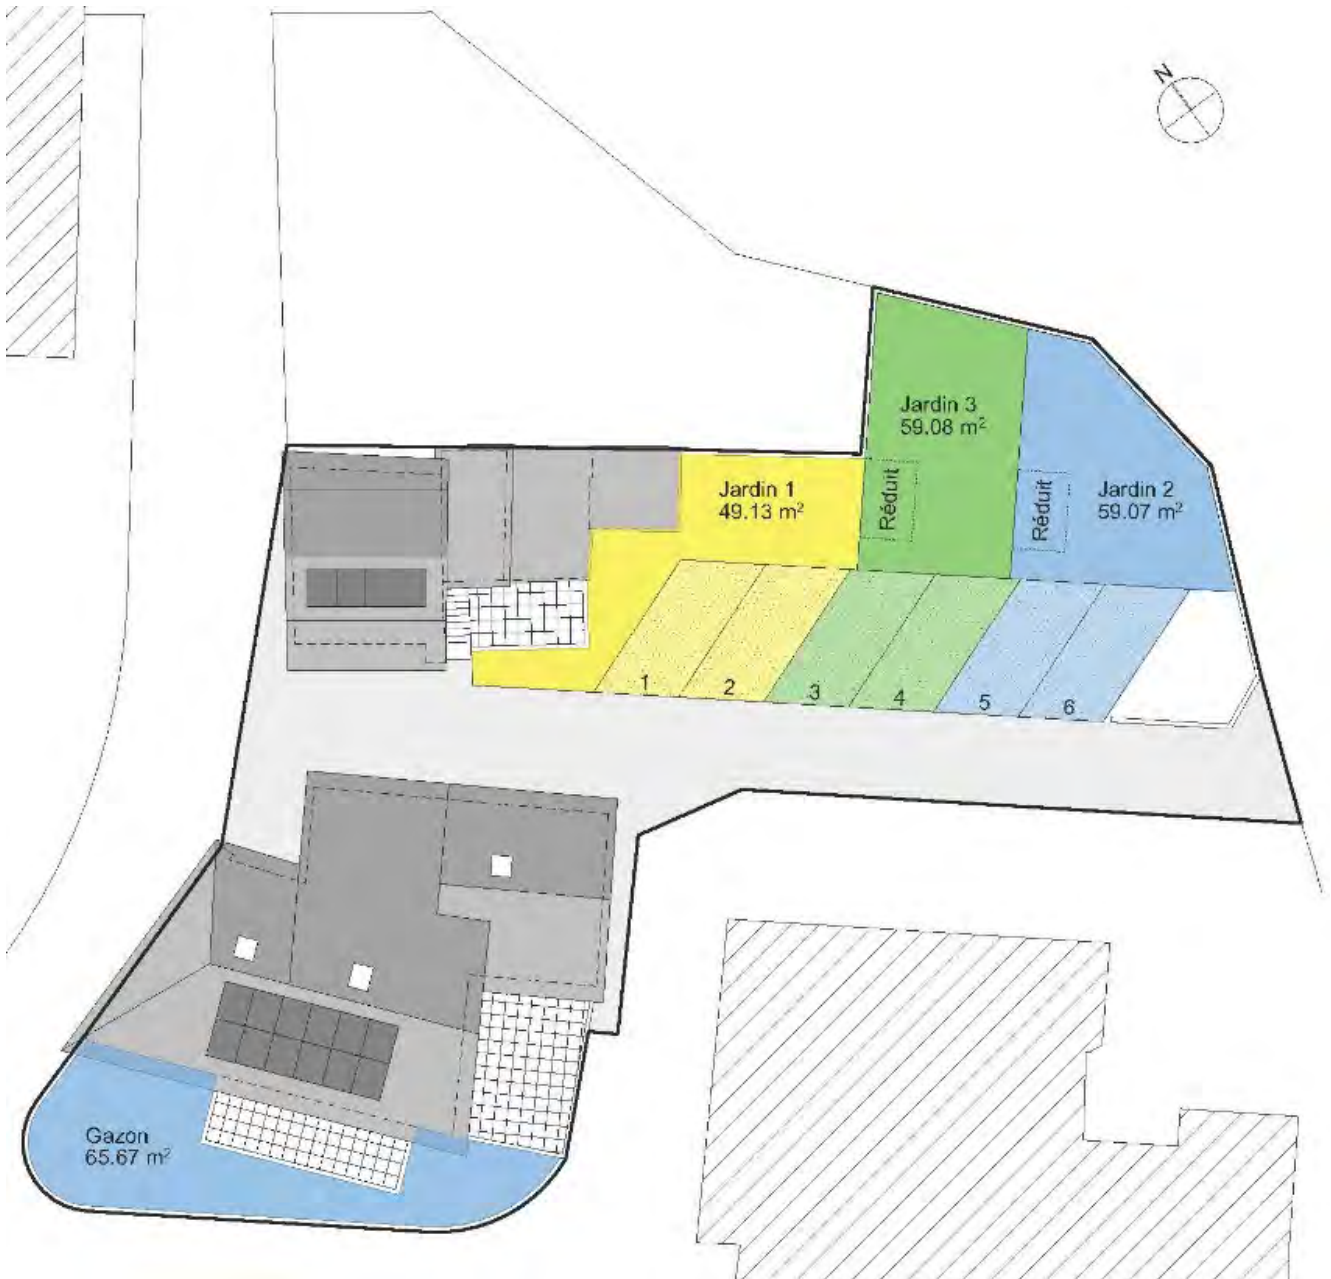 N
Jardin 3
59.08 m²
Jardin 1
49.13 m²
Réduit
Réduit
Jardin 2
59.07 m²
1
2
3
4
5
6
Gazon
65.67 m²